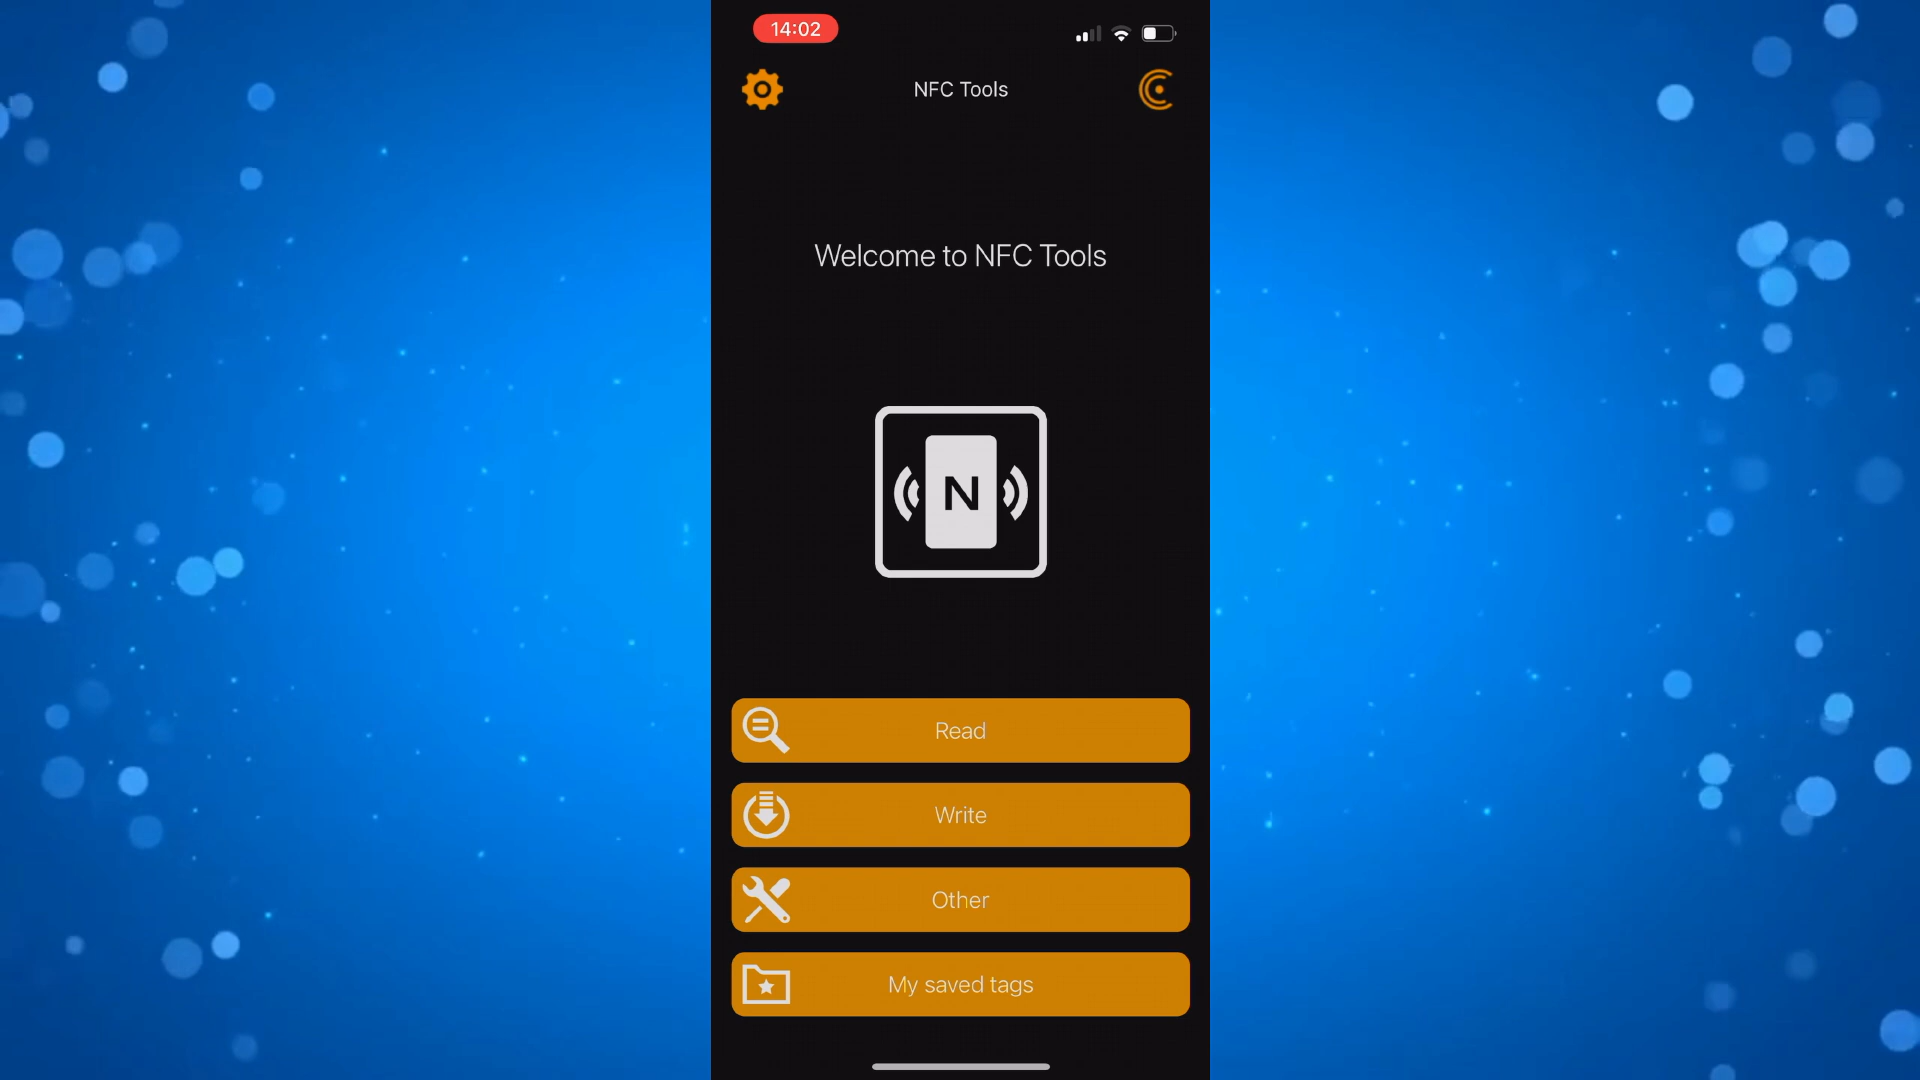 14:02
NFC Tools
Welcome to NFC Tools
N
Read
Write
Other
My saved tags